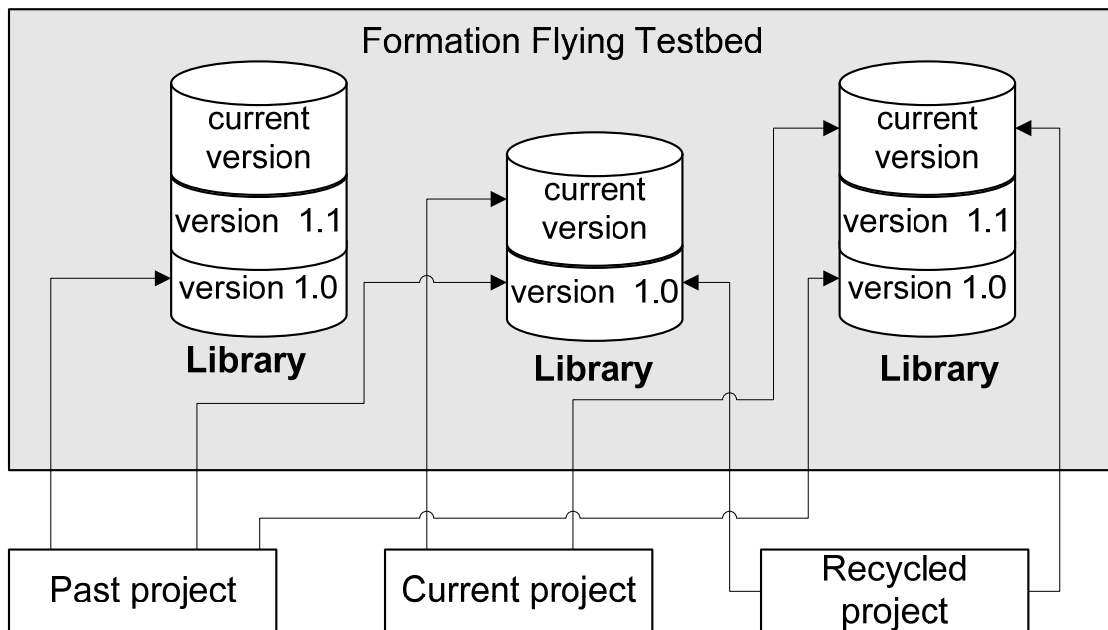 Formation Flying Testbed
current
version
version 1.1
version 1.0
Library
current
version
version 1.0
Library
current
version
version 1.1
version 1.0
Library
Past project
Current project
Recycled
project